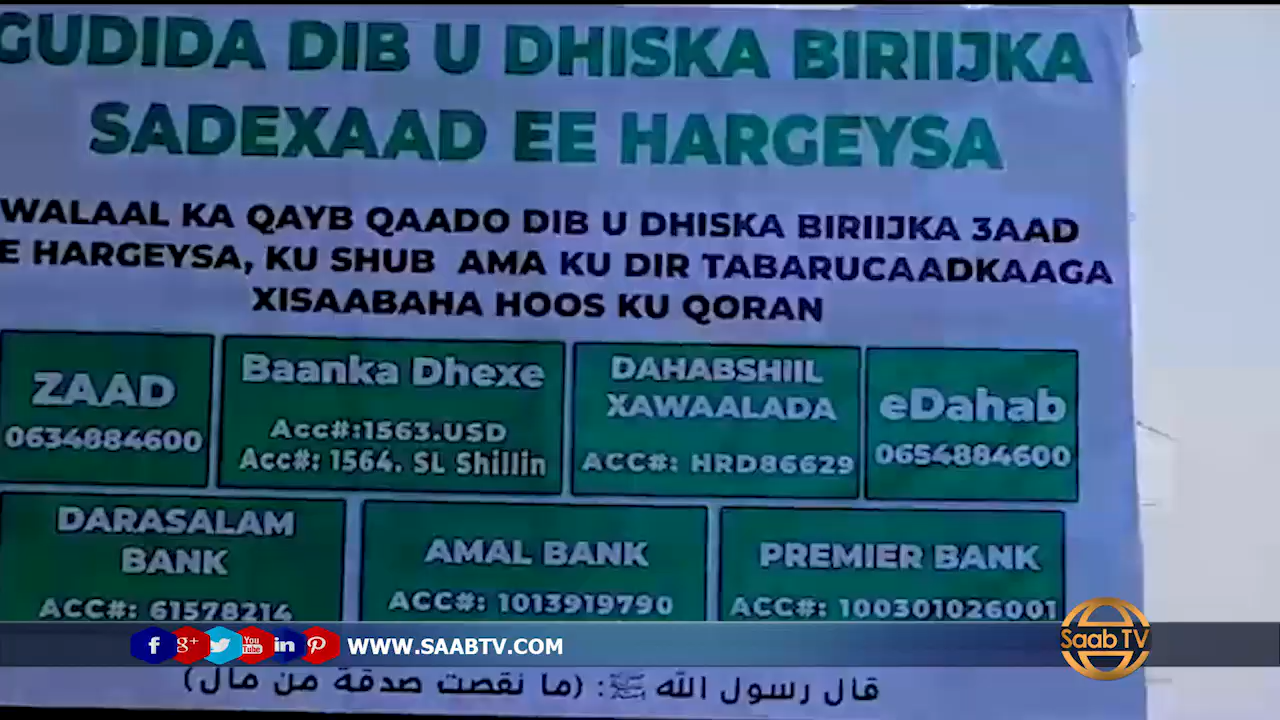 GUDIDA DIB U DHISKA BIRIIJKA
SADEXAAD EE HARGEYSA
WALAAL KA QAYB QAADO DIB U DHISKA BIRIIJKA 3AAD
E HARGEYSA, KU SHUB AMA KU DIR TABARUCAADKAAGA
XISAABAHA HOOS KU QORAN
ZAAD
0634884600
Baanka Dhexe
Acc#:1563.USD
Acc#: 1564. SL Shillin
DAHABSHIIL
XAWAALADA
ACC#: HRD86629
eDahab
0654884600
DARASALAM
BANK
ACC#: 61578214
AMAL BANK
ACC#: 1013919790
PREMIER BANK
ACC#: 100301026001
f g+ You Tube in
WWW.SAABTV.COM
Saab TV
قال رسول الله ﷺ: (ما نقصت صدقة من مال)